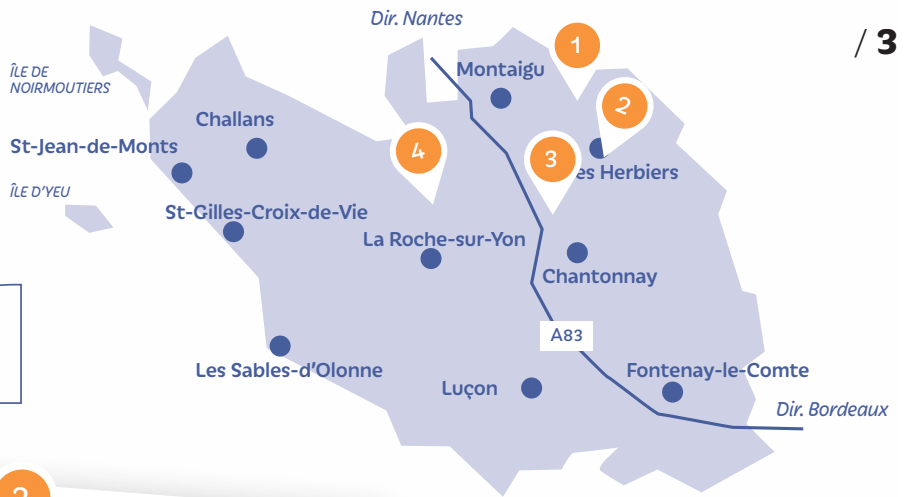 Dir. Nantes
/ 3
1
Montaigu
ÎLE DE
NOIRMOUTIERS
2
Challans
St-Jean-de-Monts
4
3
es Herbiers
ÎLE D'YEU
St-Gilles-Croix-de-Vie
La Roche-sur-Yon
Chantonnay
A83
Les Sables-d'Olonne
Fontenay-le-Comte
Luçon
Dir. Bordeaux